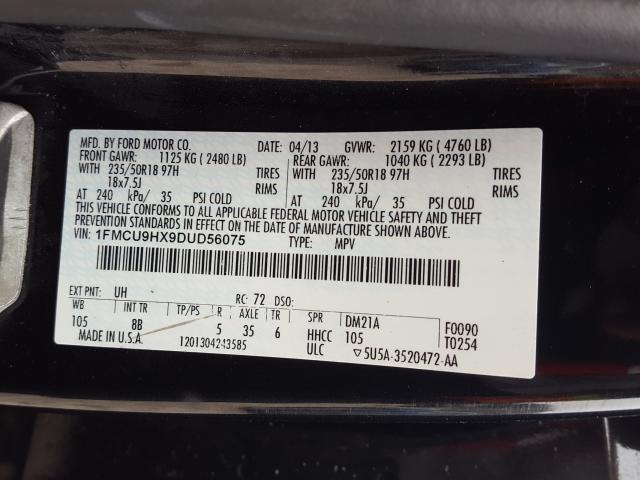 MFD. BY FORD MOTOR CO. DATE: 04/13 GVWR: 2159 KG ( 4760 LB)
FRONT GAWR: 1125 KG ( 2480 LB) REAR GAWR: 1040 KG ( 2293 LB)
WITH 235/50R18 97H TIRES WITH 235/50R18 97H TIRES
18x7.5J RIMS 18x7.5J RIMS
AT 240 kPa/ 35 PSI COLD AT 240 kPa/ 35 PSI COLD
THIS VEHICLE CONFORMS TO ALL APPLICABLE FEDERAL MOTOR VEHICLE SAFETY AND THEFT
PREVENTION STANDARDS IN EFFECT ON THE DATE OF MANUFACTURE SHOWN ABOVE.
VIN: 1FMCU9HX9DUD56075 TYPE: MPV
EXT PNT: UH RC: 72 DSO:
WB INT TR TP/PS R AXLE TR SPR DM21A F0090
105 8B 5 35 6 HHCC 105 T0254
MADE IN U.S.A. 1201304243585 ULC ▽5U5A-3520472-AA